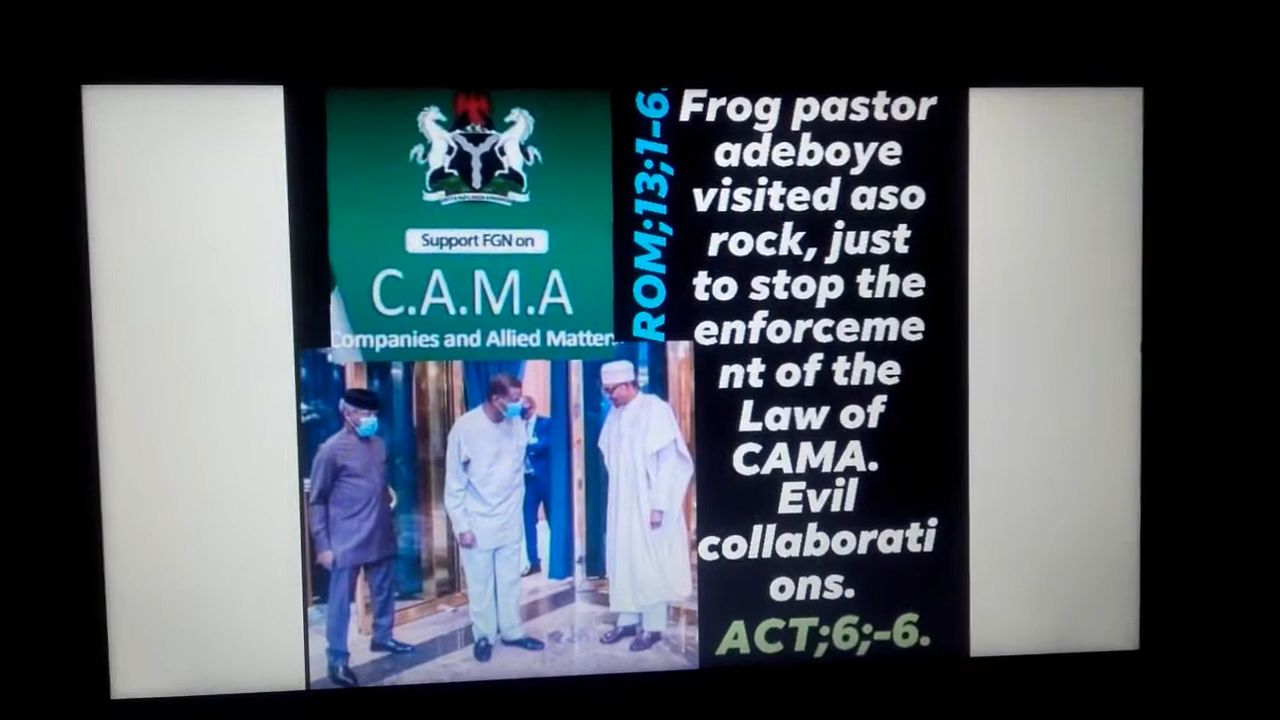 Support FGN on
C.A.M.A
Companies and Allied Matters
ROM;13;1-6.
Frog pastor
adeboye
visited aso
rock, just
to stop the
enforceme
nt of the
Law of
CAMA.
Evil
collaborati
ons.
ACT;6;-6.